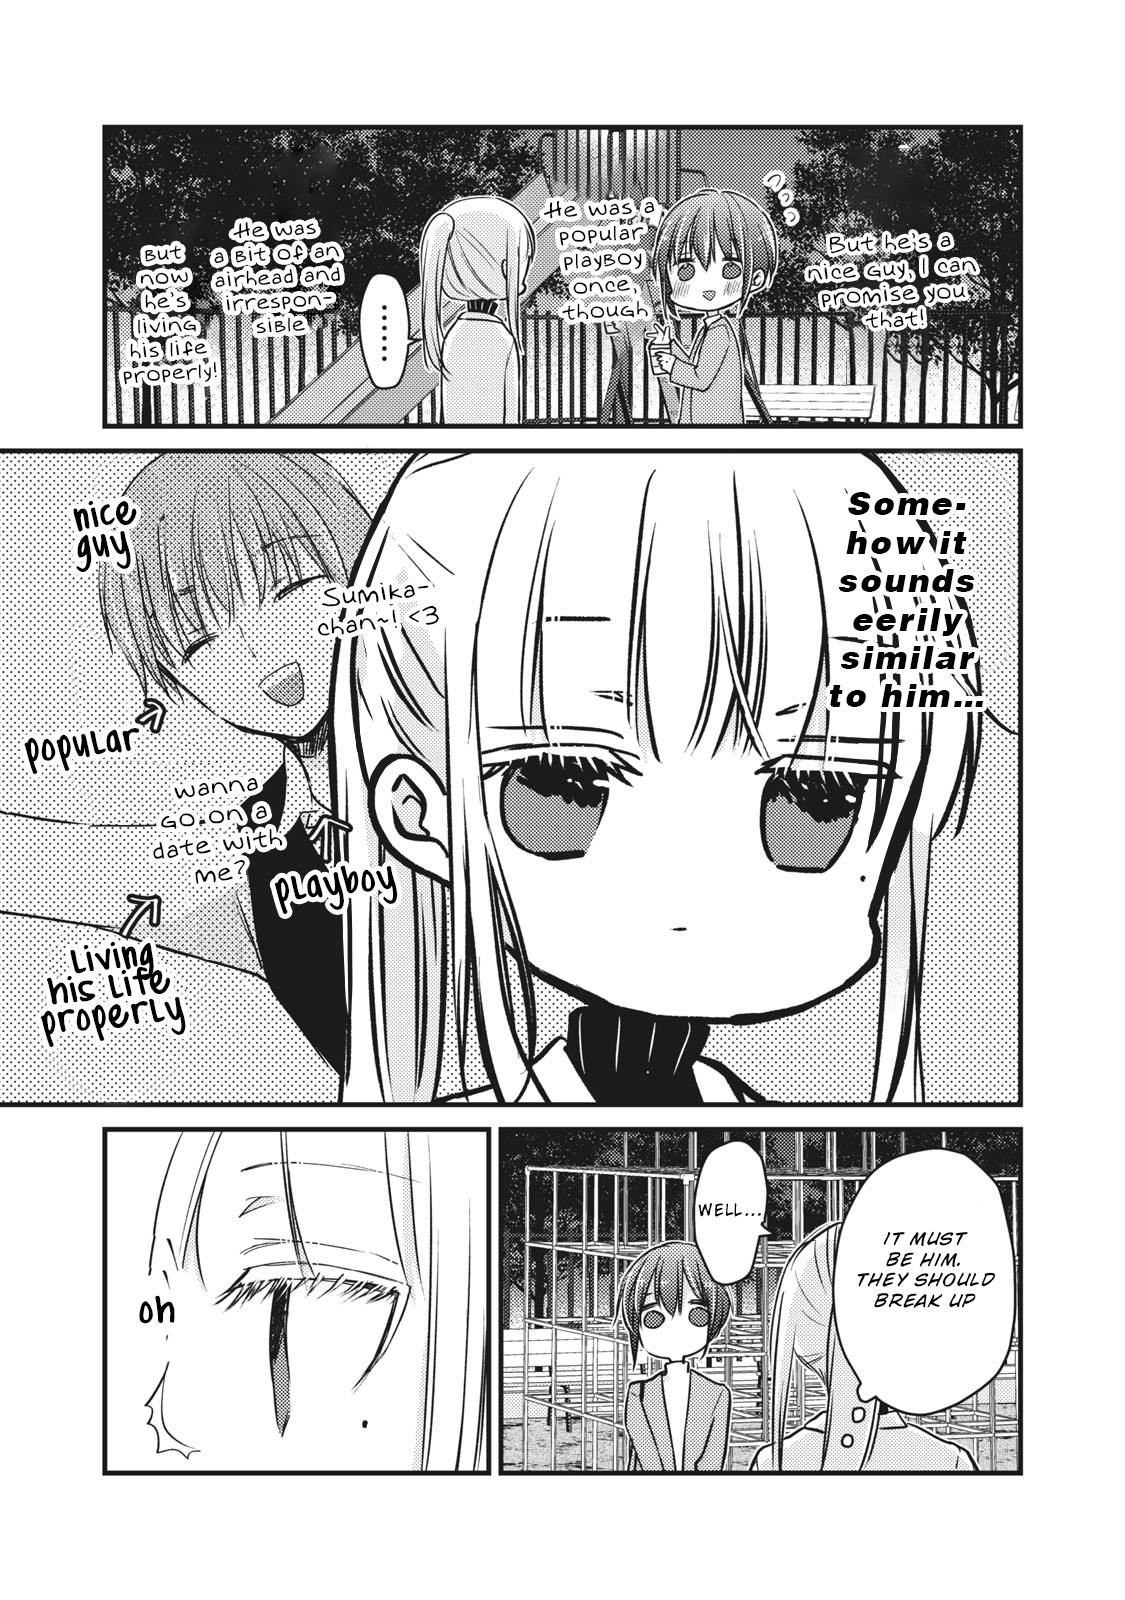 But he's a
nice guy, I can
promise you
that!
He was a
popular
playboy
once,
though
......
He was
a bit of an
airhead and
irrespon-
sible
But
now
he's
living
his life
properly!
Some-
how it
sounds
eerily
similar
to him...
nice
guy
Sumika-
chan~! <3
popular
wanna
go on a
date with
me?
playboy
Living
his life
properly
IT MUST
BE HIM.
THEY SHOULD
BREAK UP
WELL...
oh